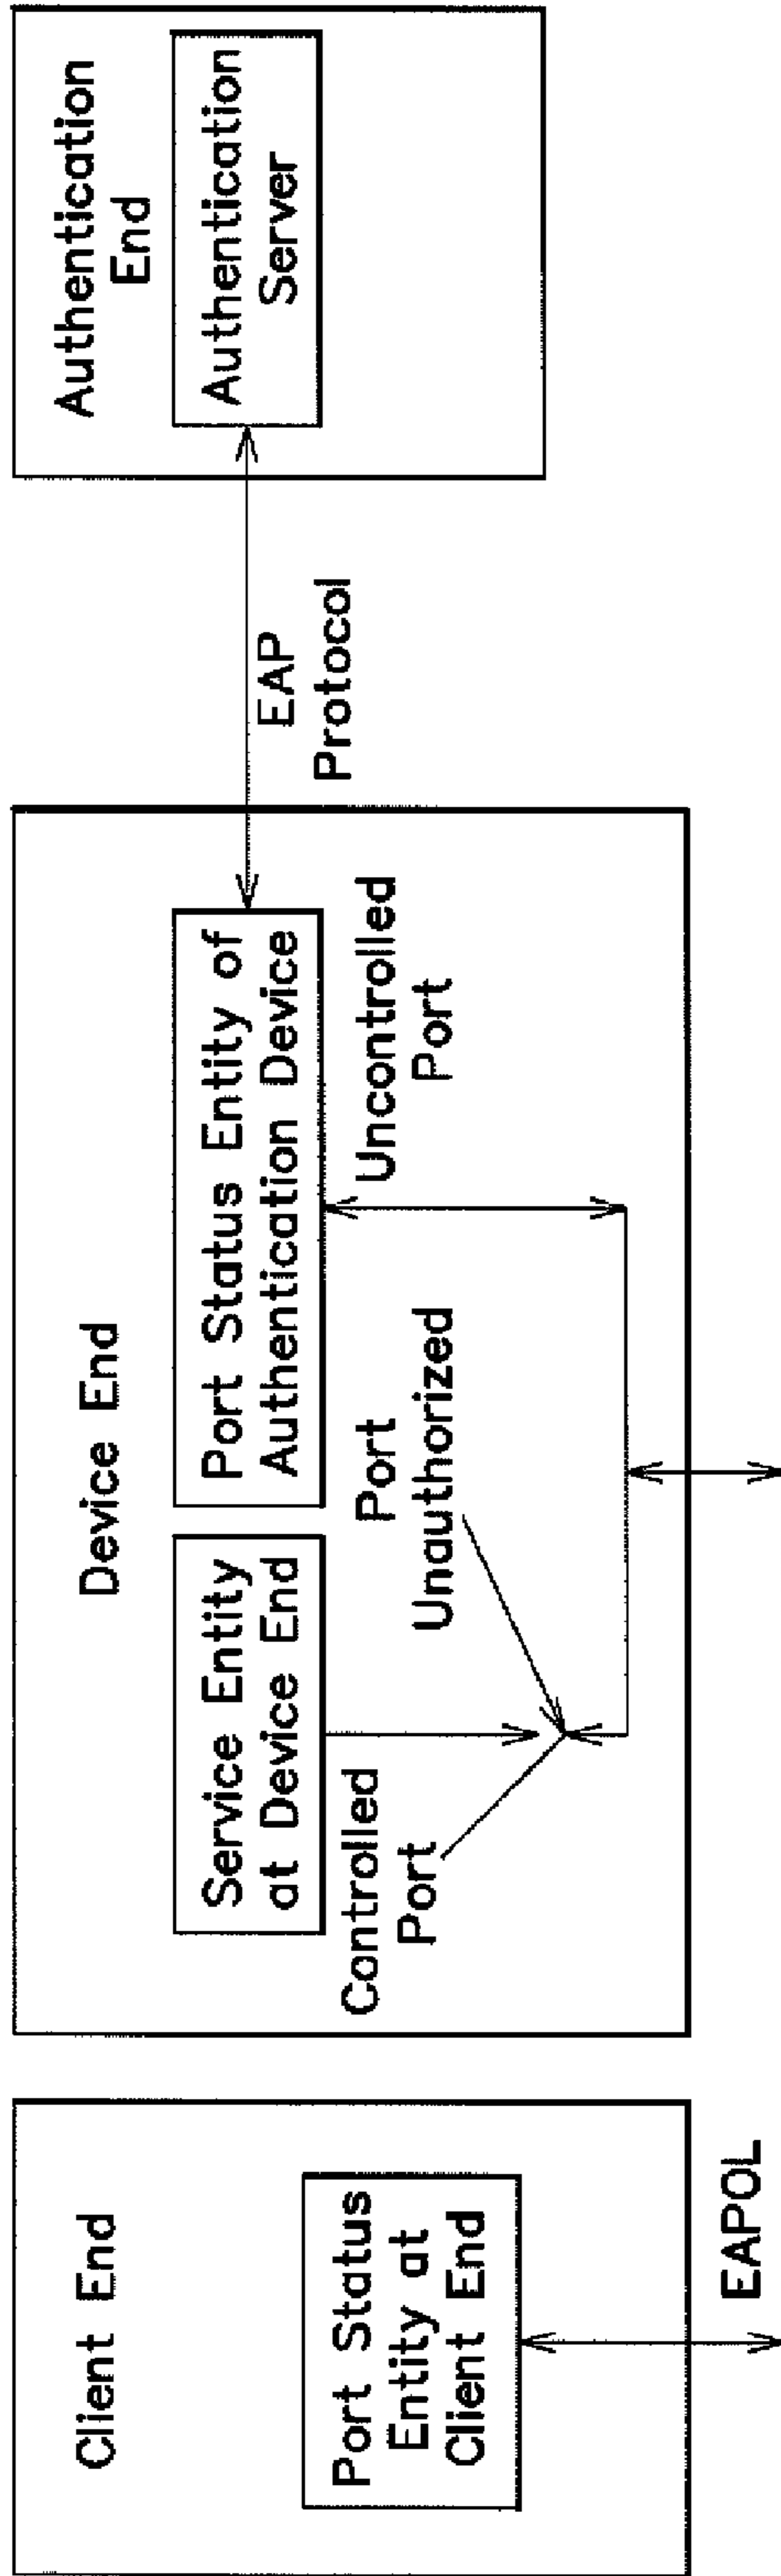 Client End
Port Status
Entity at
Client End
EAPOL
Device End
Service Entity
at Device End
Port Status Entity of
Authentication Device
Controlled
Port
Port
Unauthorized
Uncontrolled
Port
EAP
Protocol
Authentication
End
Authentication
Server